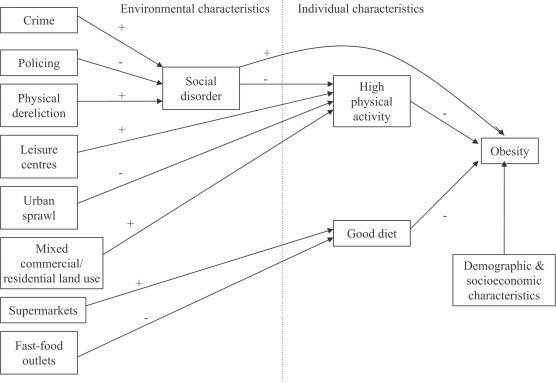 Environmental characteristics
Individual characteristics
Crime
+
+
Policing
-
Social
disorder
-
High
physical
activity
Physical
dereliction
+
-
Leisure
centres
+
Obesity
-
Urban
sprawl
+
Good diet
-
Mixed
commercial/
residential land use
Demographic &
socioeconomic
characteristics
+
Supermarkets
-
Fast-food
outlets